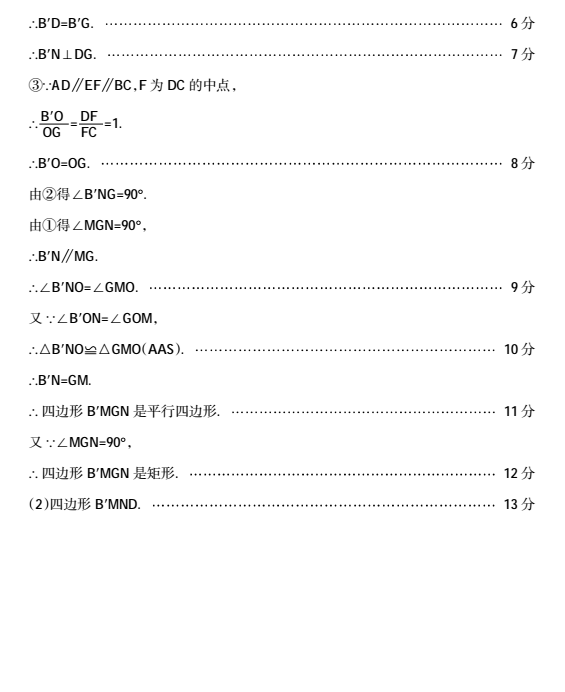 ∴B′D=B′G. ……………………………………………………………………… 6 分
∴B′N⊥DG. ……………………………………………………………………… 7 分
③∵AD∥EF∥BC,F 为 DC 的中点,
∴B′O/OG=DF/FC=1.
∴B′O=OG. ……………………………………………………………………… 8 分
由②得∠B′NG=90°.
由①得∠MGN=90°,
∴B′N∥MG.
∴∠B′NO=∠GMO. ……………………………………………………………… 9 分
又∵∠B′ON=∠GOM,
∴△B′NO≌△GMO(AAS). …………………………………………………… 10 分
∴B′N=GM.
∴四边形 B′MGN 是平行四边形. ……………………………………………… 11 分
又∵∠MGN=90°,
∴四边形 B′MGN 是矩形. ……………………………………………………… 12 分
(2)四边形 B′MND. ……………………………………………………………… 13 分